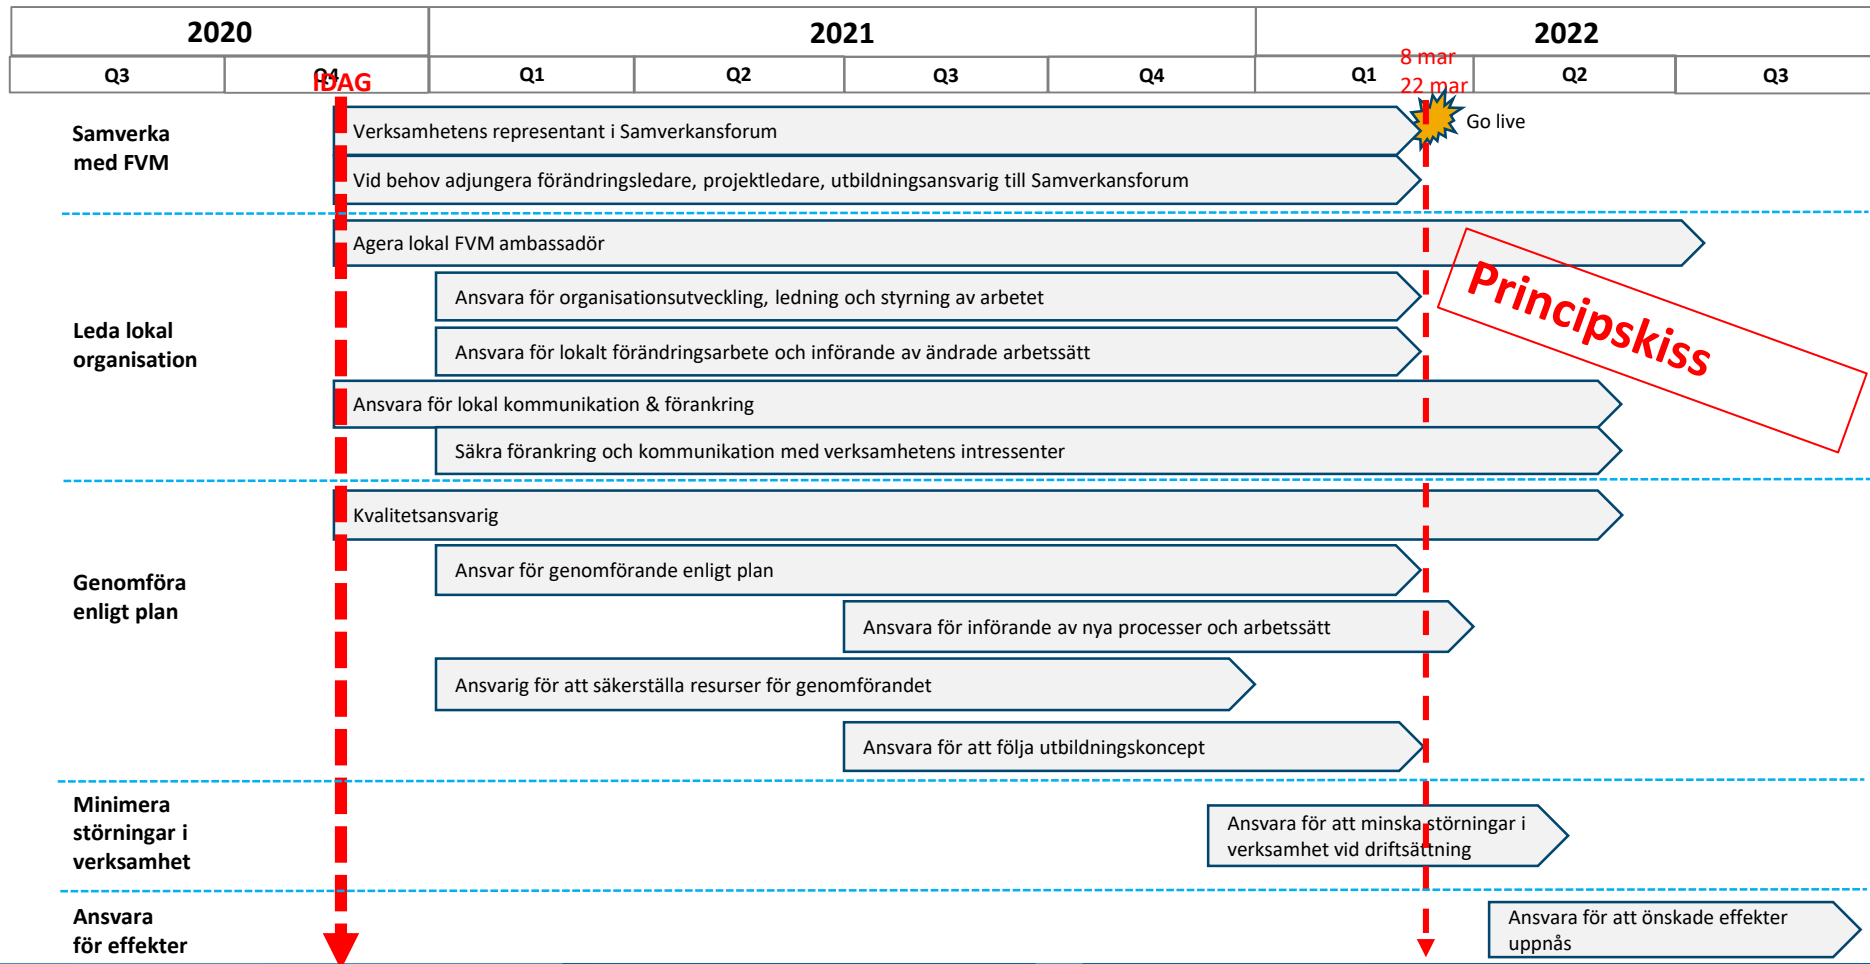 2020
2021
2022
Q3
Q4
Q1
Q2
Q3
Q4
Q1
Q2
Q3
IDAG
8 mar
22 mar
Samverka
med FVM
Verksamhetens representant i Samverkansforum
Go live
Vid behov adjungera förändringsledare, projektledare, utbildningsansvarig till Samverkansforum
Leda lokal
organisation
Agera lokal FVM ambassadör
Ansvara för organisationsutveckling, ledning och styrning av arbetet
Ansvara för lokalt förändringsarbete och införande av ändrade arbetssätt
Ansvara för lokal kommunikation & förankring
Säkra förankring och kommunikation med verksamhetens intressenter
Principskiss
Genomföra
enligt plan
Kvalitetsansvarig
Ansvar för genomförande enligt plan
Ansvara för införande av nya processer och arbetssätt
Ansvarig för att säkerställa resurser för genomförandet
Ansvara för att följa utbildningskoncept
Minimera
störningar i
verksamhet
Ansvara för att minska störningar i
verksamhet vid driftsättning
Ansvara
för effekter
Ansvara för att önskade effekter
uppnås